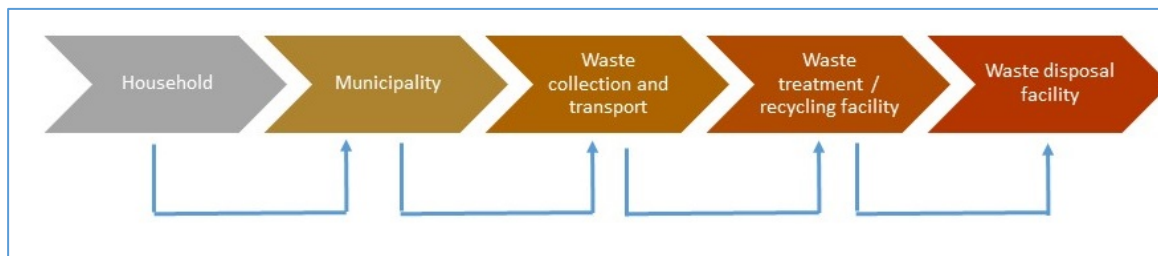 Household
Municipality
Waste
collection and
transport
Waste
treatment /
recycling facility
Waste disposal
facility